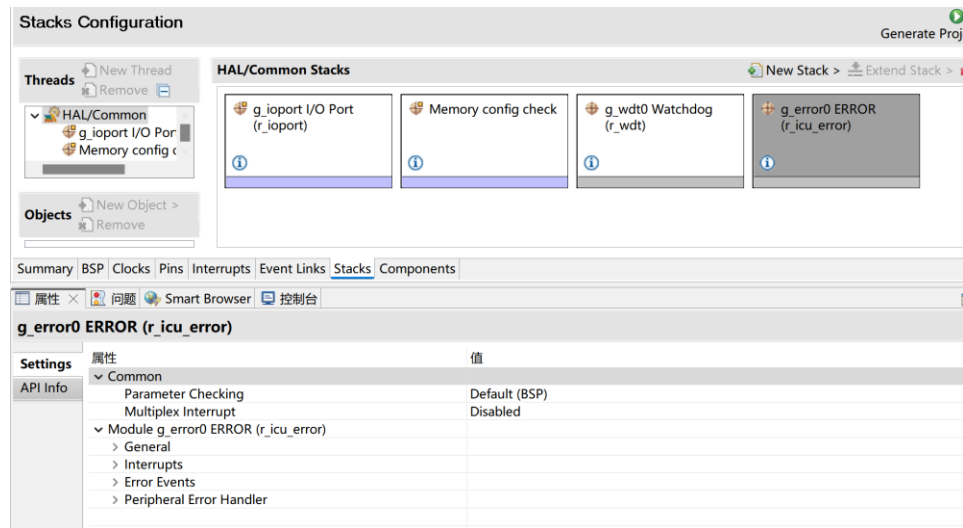 Stacks Configuration
Generate Proj
Threads
New Thread
Remove
HAL/Common Stacks
New Stack >
Extend Stack >
HAL/Common
g_ioport I/O Por
Memory config c
g_ioport I/O Port
(r_ioport)
Memory config check
g_wdt0 Watchdog
(r_wdt)
g_error0 ERROR
(r_icu_error)
Objects
New Object >
Remove
Summary BSP Clocks Pins Interrupts Event Links Stacks Components
属性 问题 Smart Browser 控制台
g_error0 ERROR (r_icu_error)
Settings
API Info
属性 值
Common
Parameter Checking Default (BSP)
Multiplex Interrupt Disabled
Module g_error0 ERROR (r_icu_error)
General
Interrupts
Error Events
Peripheral Error Handler